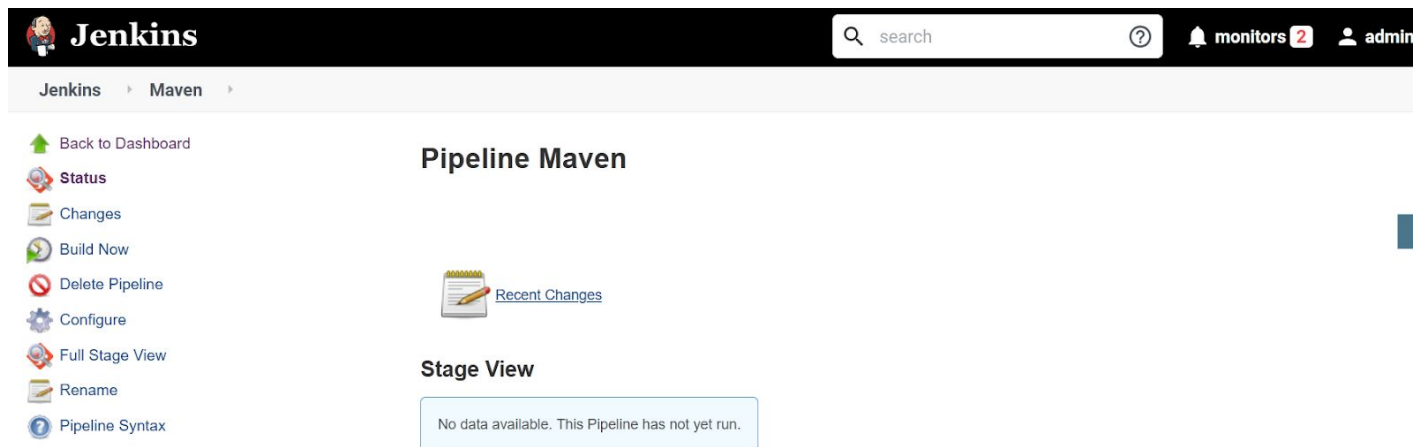 Jenkins
search
monitors 2
admin
Jenkins
Maven
Back to Dashboard
Status
Changes
Build Now
Delete Pipeline
Configure
Full Stage View
Rename
Pipeline Syntax
Pipeline Maven
Recent Changes
Stage View
No data available. This Pipeline has not yet run.